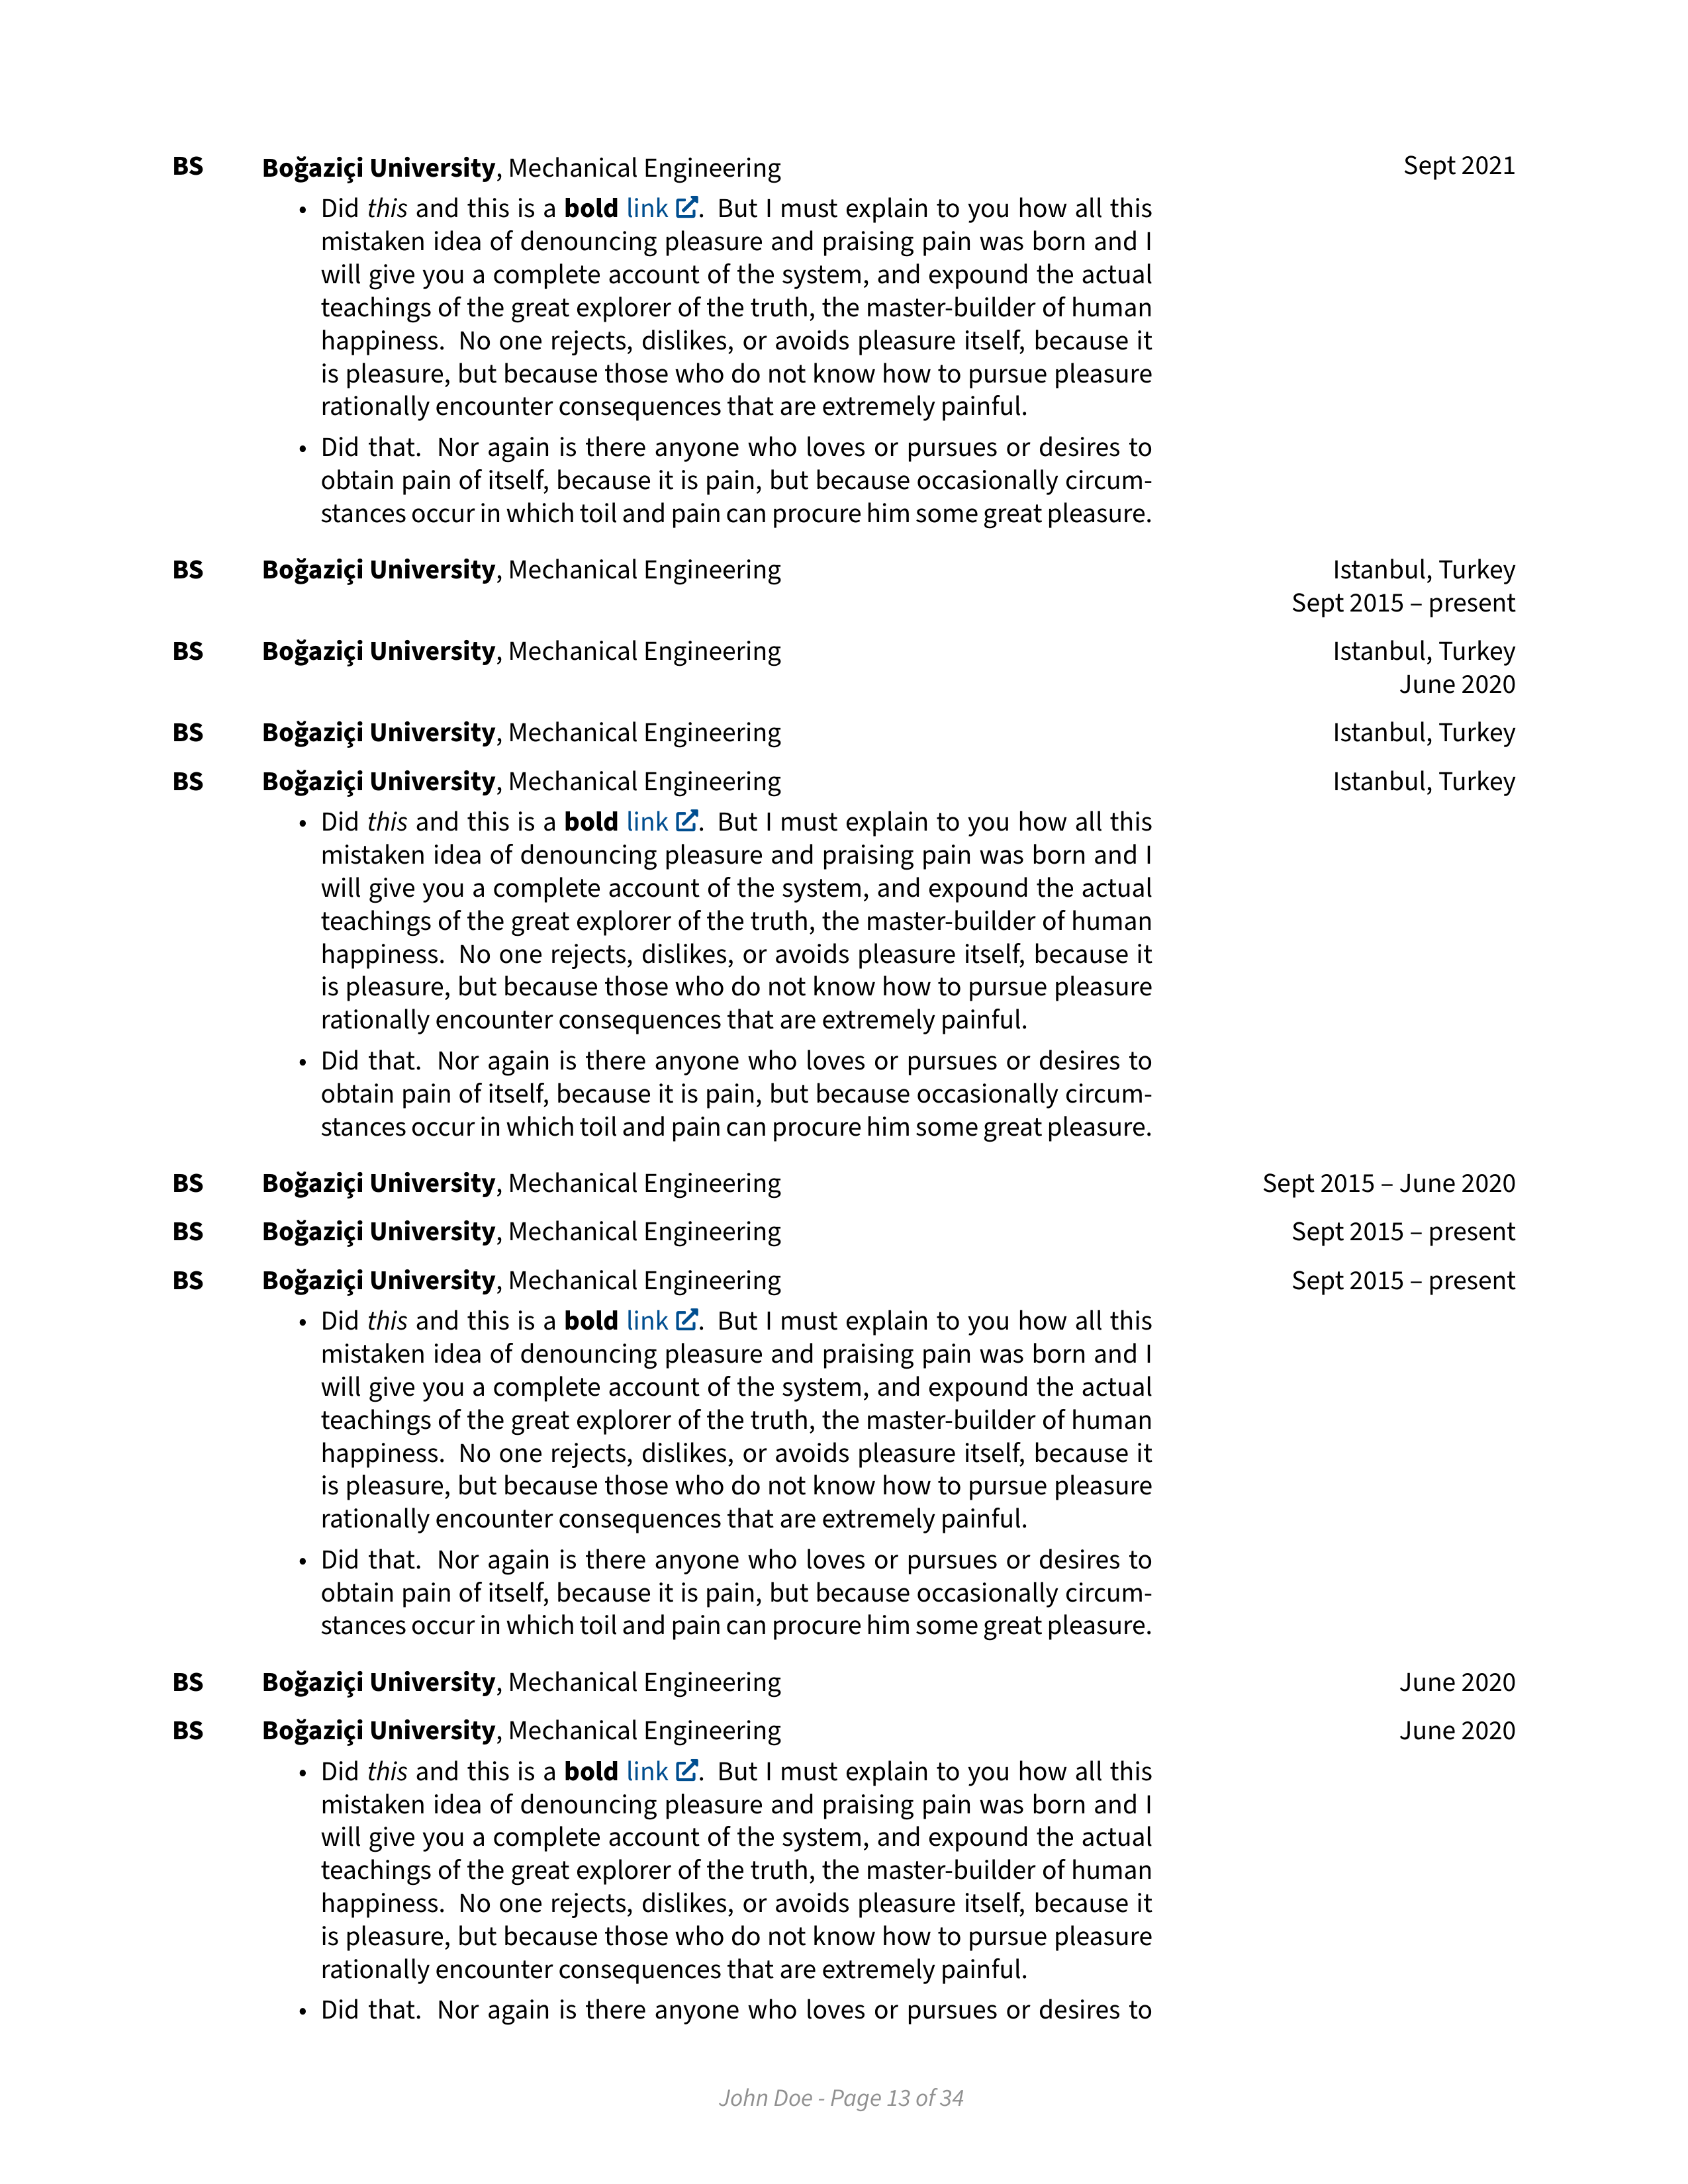 BS Boğaziçi University, Mechanical Engineering Sept 2021
• Did this and this is a bold link. But I must explain to you how all this
mistaken idea of denouncing pleasure and praising pain was born and I
will give you a complete account of the system, and expound the actual
teachings of the great explorer of the truth, the master-builder of human
happiness. No one rejects, dislikes, or avoids pleasure itself, because it
is pleasure, but because those who do not know how to pursue pleasure
rationally encounter consequences that are extremely painful.
• Did that. Nor again is there anyone who loves or pursues or desires to
obtain pain of itself, because it is pain, but because occasionally circum-
stances occur in which toil and pain can procure him some great pleasure.
BS Boğaziçi University, Mechanical Engineering Istanbul, Turkey
Sept 2015 – present
BS Boğaziçi University, Mechanical Engineering Istanbul, Turkey
June 2020
BS Boğaziçi University, Mechanical Engineering Istanbul, Turkey
BS Boğaziçi University, Mechanical Engineering Istanbul, Turkey
• Did this and this is a bold link. But I must explain to you how all this
mistaken idea of denouncing pleasure and praising pain was born and I
will give you a complete account of the system, and expound the actual
teachings of the great explorer of the truth, the master-builder of human
happiness. No one rejects, dislikes, or avoids pleasure itself, because it
is pleasure, but because those who do not know how to pursue pleasure
rationally encounter consequences that are extremely painful.
• Did that. Nor again is there anyone who loves or pursues or desires to
obtain pain of itself, because it is pain, but because occasionally circum-
stances occur in which toil and pain can procure him some great pleasure.
BS Boğaziçi University, Mechanical Engineering Sept 2015 – June 2020
BS Boğaziçi University, Mechanical Engineering Sept 2015 – present
BS Boğaziçi University, Mechanical Engineering Sept 2015 – present
• Did this and this is a bold link. But I must explain to you how all this
mistaken idea of denouncing pleasure and praising pain was born and I
will give you a complete account of the system, and expound the actual
teachings of the great explorer of the truth, the master-builder of human
happiness. No one rejects, dislikes, or avoids pleasure itself, because it
is pleasure, but because those who do not know how to pursue pleasure
rationally encounter consequences that are extremely painful.
• Did that. Nor again is there anyone who loves or pursues or desires to
obtain pain of itself, because it is pain, but because occasionally circum-
stances occur in which toil and pain can procure him some great pleasure.
BS Boğaziçi University, Mechanical Engineering June 2020
BS Boğaziçi University, Mechanical Engineering June 2020
• Did this and this is a bold link. But I must explain to you how all this
mistaken idea of denouncing pleasure and praising pain was born and I
will give you a complete account of the system, and expound the actual
teachings of the great explorer of the truth, the master-builder of human
happiness. No one rejects, dislikes, or avoids pleasure itself, because it
is pleasure, but because those who do not know how to pursue pleasure
rationally encounter consequences that are extremely painful.
• Did that. Nor again is there anyone who loves or pursues or desires to
John Doe - Page 13 of 34